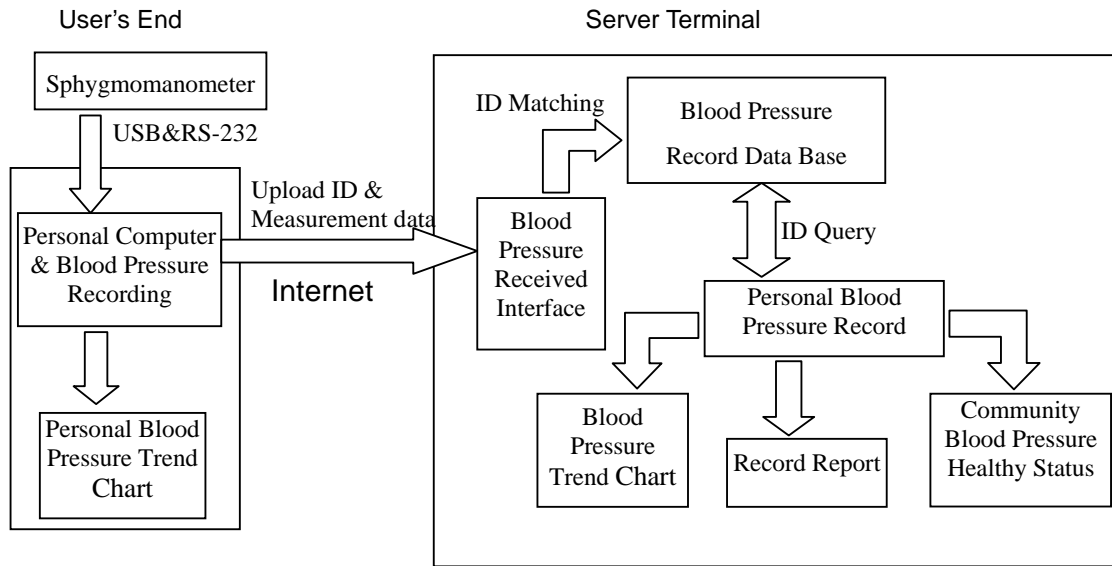 User's End
Server Terminal
Sphygmomanometer
USB&RS-232
Personal Computer
& Blood Pressure
Recording
Personal Blood
Pressure Trend
Chart
Upload ID &
Measurement data
Internet
Blood
Pressure
Received
Interface
ID Matching
Blood Pressure
Record Data Base
ID Query
Personal Blood
Pressure Record
Blood
Pressure
Trend Chart
Record Report
Community
Blood Pressure
Healthy Status